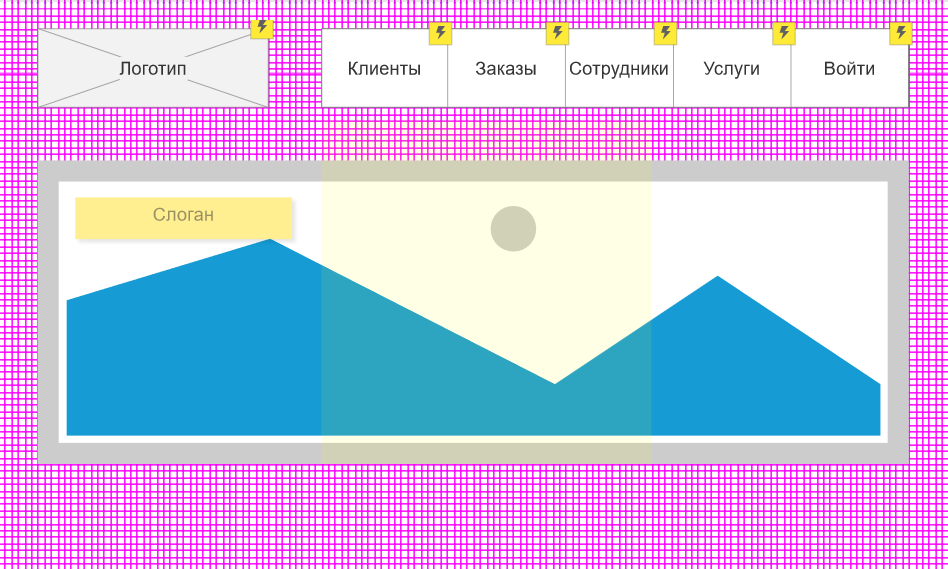 Логотип
Клиенты
Заказы
Сотрудники
Услуги
Войти
Слоган